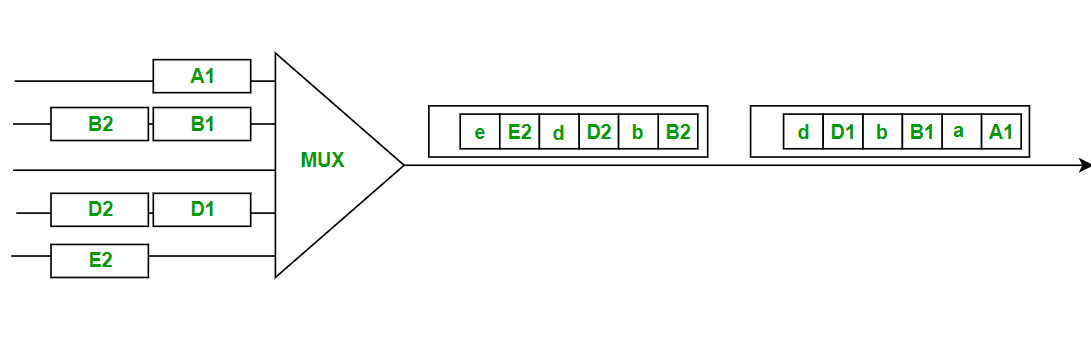 A1
B2 B1
MUX
D2 D1
E2
e E2 d D2 b B2
d D1 b B1 a A1